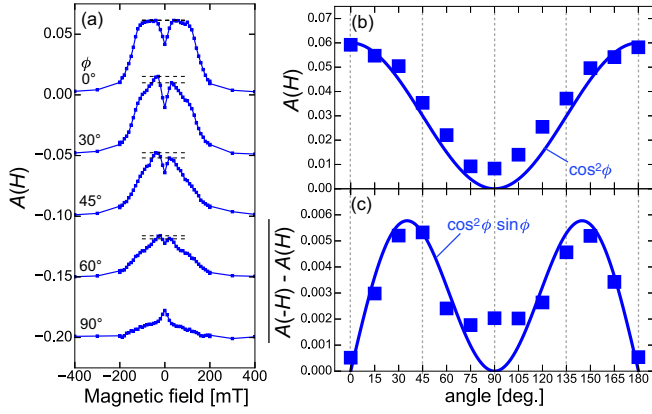 (a)
0.05
ϕ
0°
0.00
30°
−0.05
45°
−0.10
60°
−0.15
90°
−0.20
A(H)
−400 −200 0 200 400
Magnetic field [mT]
(b)
0.06
0.05
0.04
0.03
0.02
0.01
0.00
A(H)
cos²ϕ
(c)
0.006
0.005
0.004
0.003
0.002
0.001
0.000
A(-H) - A(H)
cos²ϕ sinϕ
0 15 30 45 60 75 90 105 120 135 150 165 180
angle [deg.]